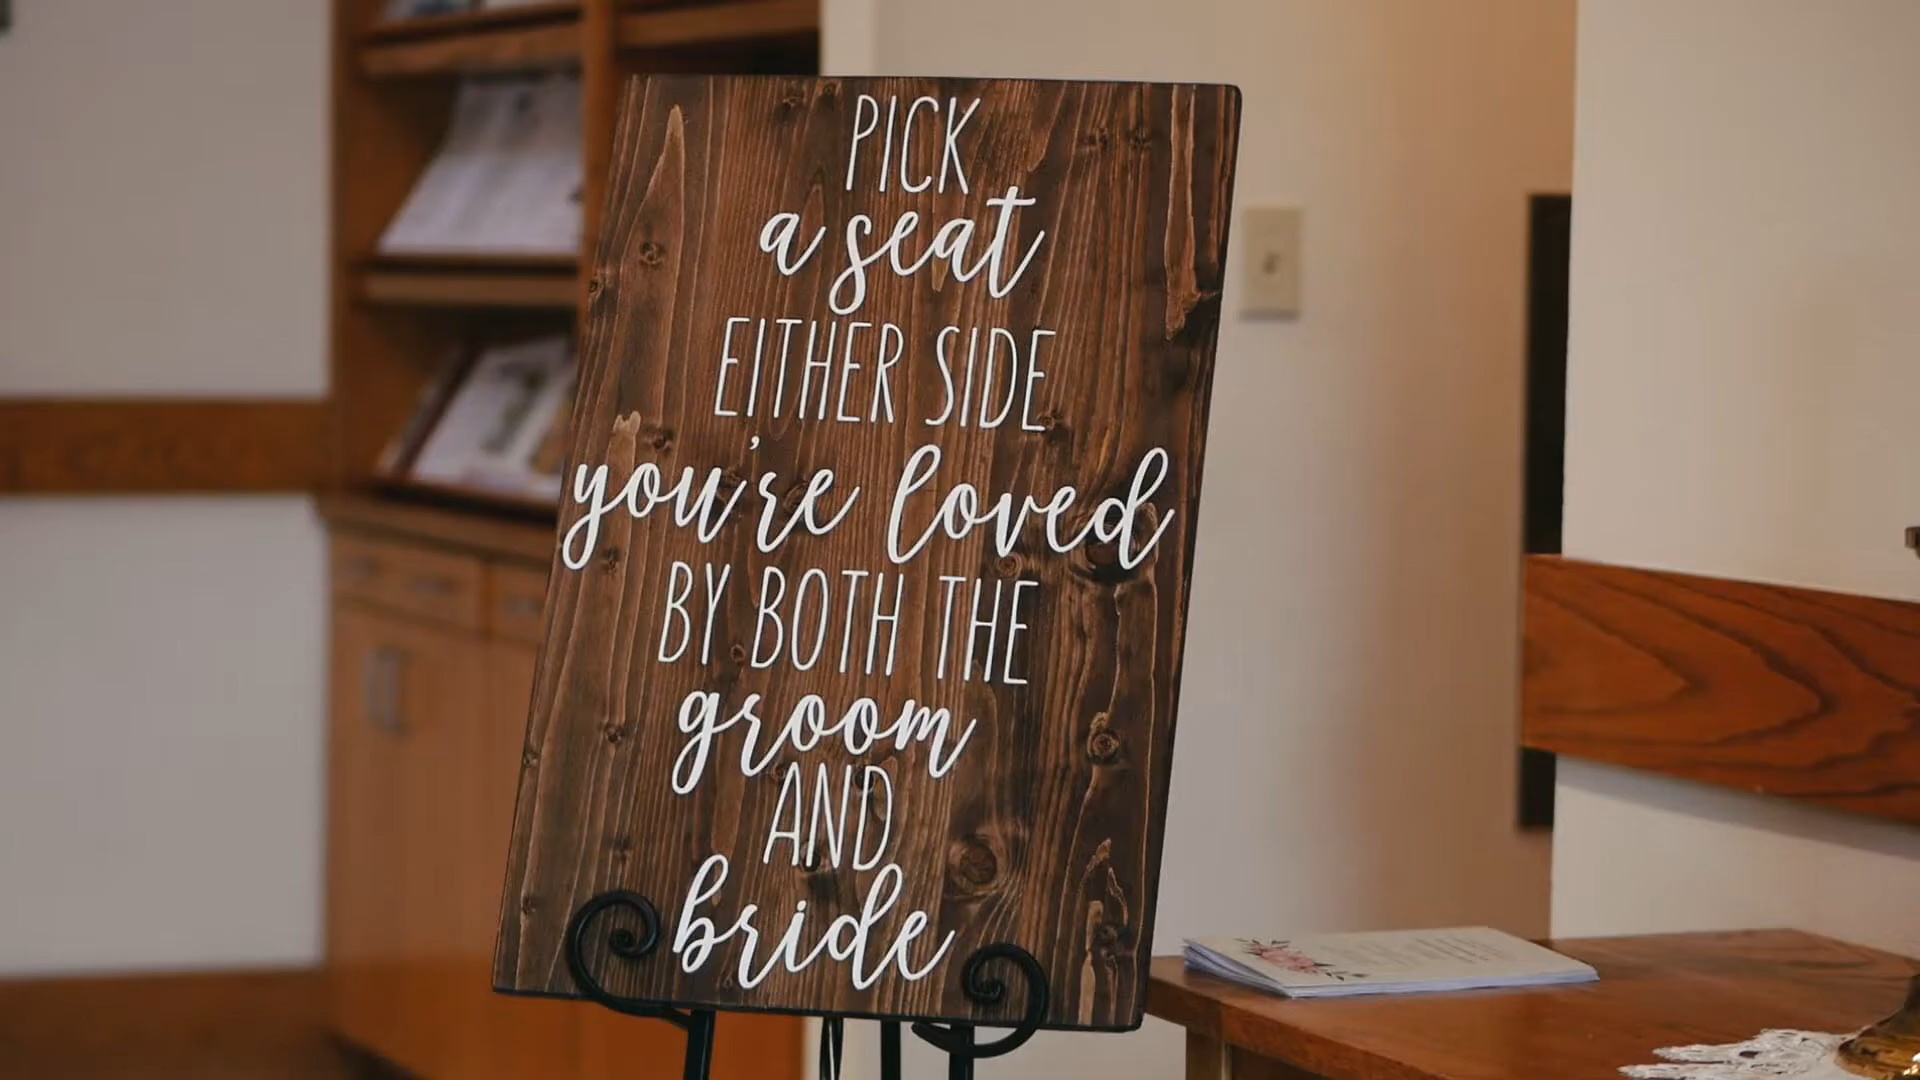 PICK
a seat
EITHER SIDE
you're loved
BY BOTH THE
groom
AND
bride